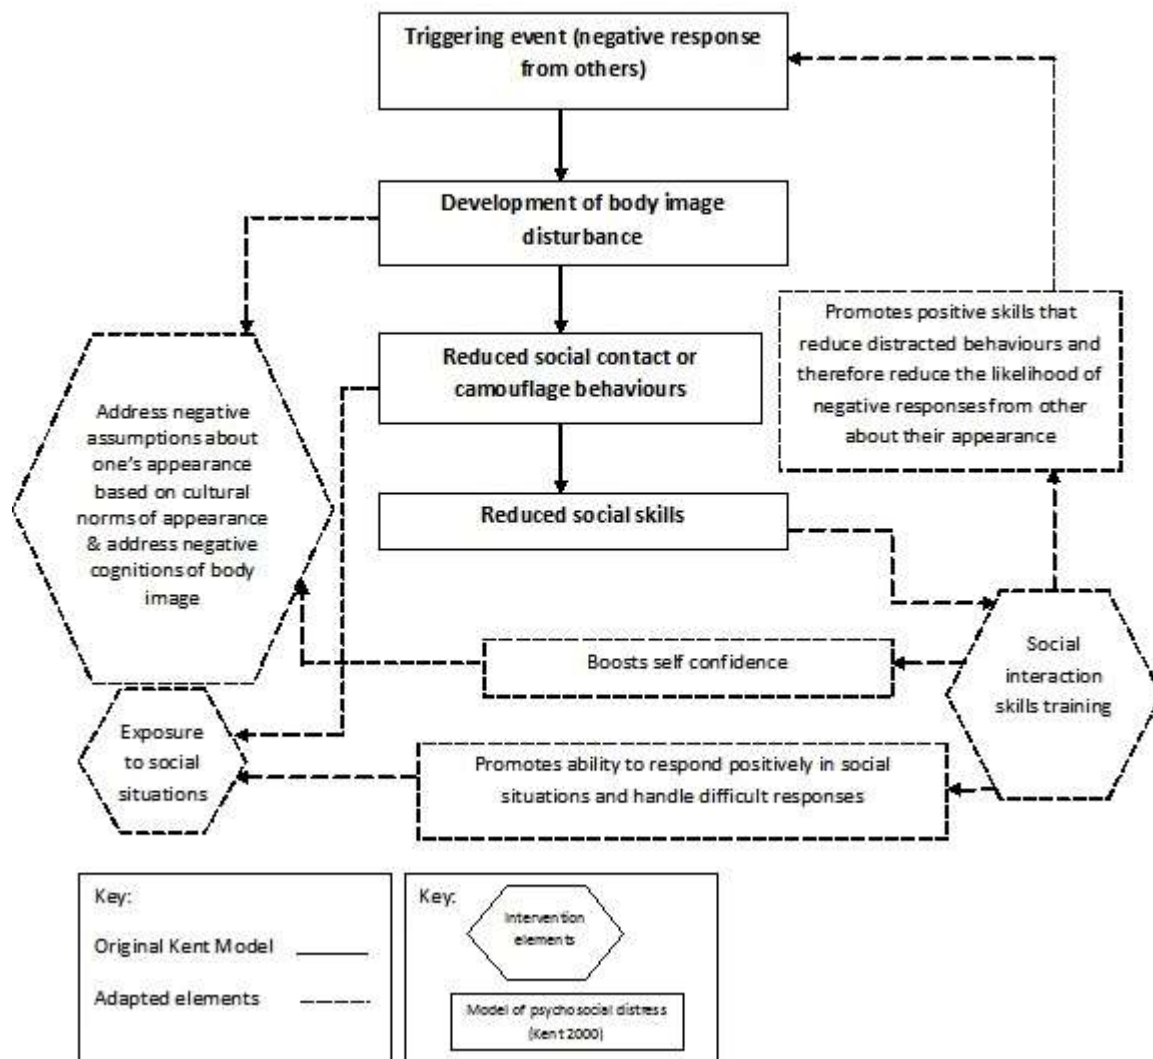 Triggering event (negative response
from others)
Development of body image
disturbance
Promotes positive skills that
reduce distracted behaviours and
therefore reduce the likelihood of
negative responses from other
about their appearance
Reduced social contact or
camouflage behaviours
Address negative
assumptions about
one's appearance
based on cultural
norms of appearance
& address negative
cognitions of body
image
Reduced social skills
Boosts self confidence
Social
interaction
skills training
Exposure
to social
situations
Promotes ability to respond positively in social
situations and handle difficult responses
Key:
Original Kent Model
Adapted elements
Key:
Intervention
elements
Model of psychosocial distress
(Kent 2000)